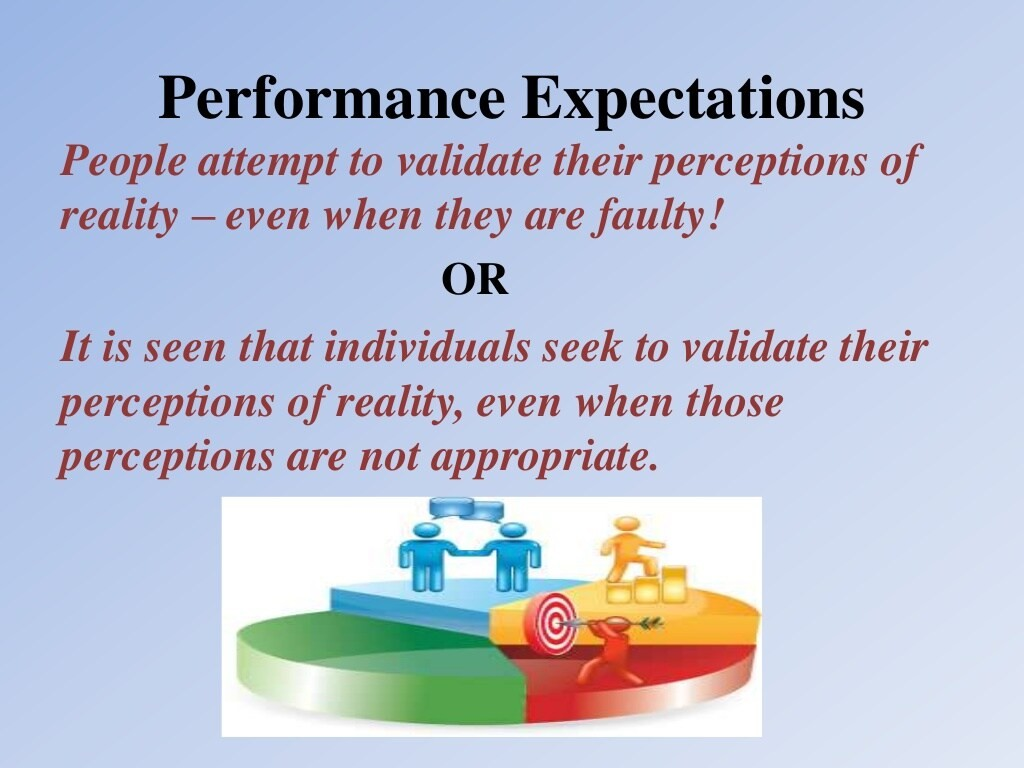 Performance Expectations
People attempt to validate their perceptions of
reality – even when they are faulty!
OR
It is seen that individuals seek to validate their
perceptions of reality, even when those
perceptions are not appropriate.